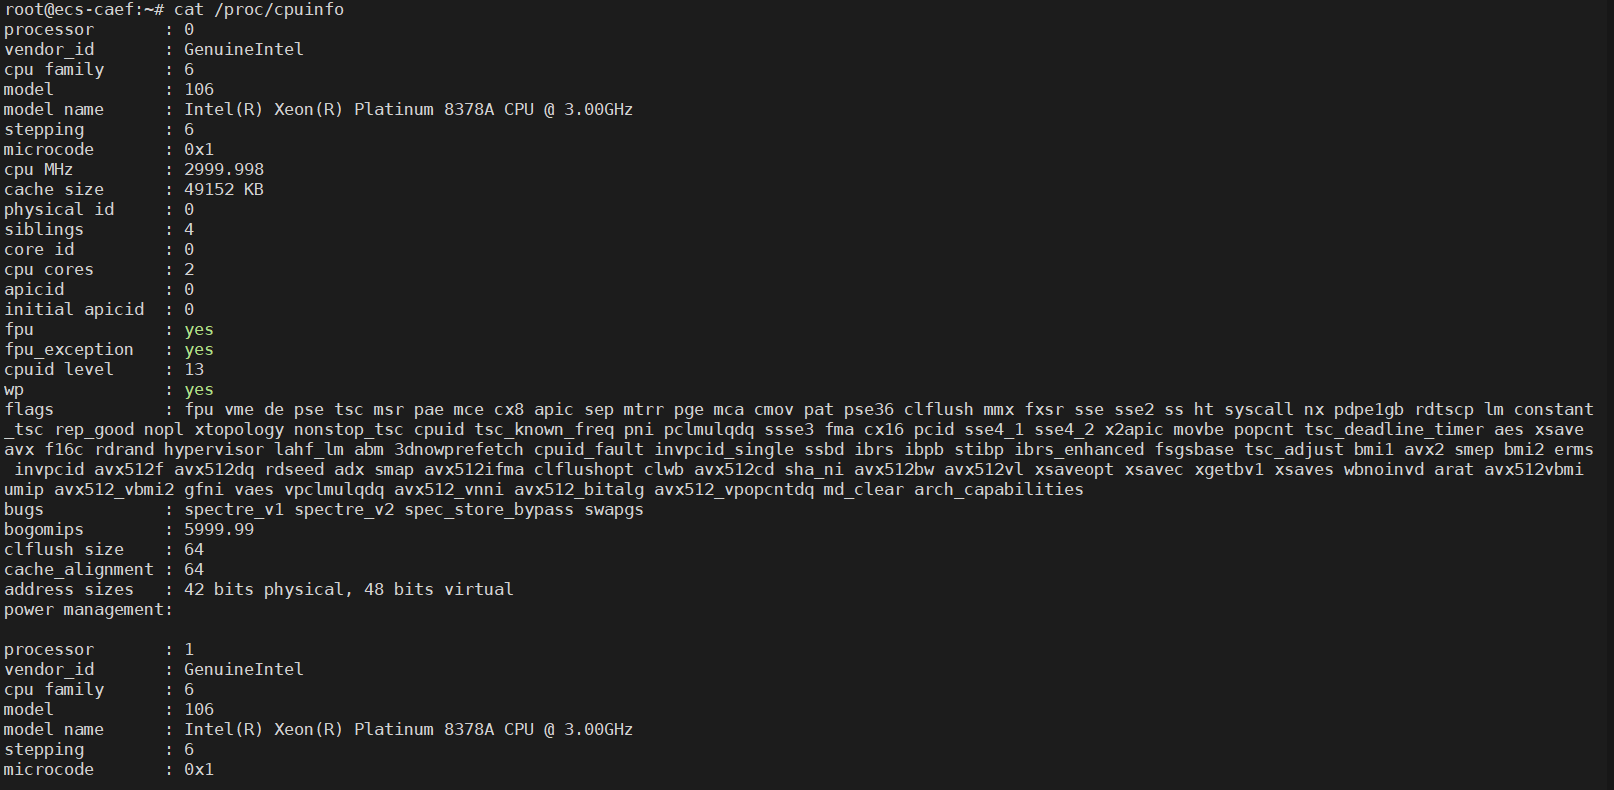 root@ecs-caef:~# cat /proc/cpuinfo
processor       : 0
vendor_id       : GenuineIntel
cpu family      : 6
model           : 106
model name      : Intel(R) Xeon(R) Platinum 8378A CPU @ 3.00GHz
stepping        : 6
microcode       : 0x1
cpu MHz         : 2999.998
cache size      : 49152 KB
physical id     : 0
siblings        : 4
core id         : 0
cpu cores       : 2
apicid          : 0
initial apicid  : 0
fpu             : yes
fpu_exception   : yes
cpuid level     : 13
wp              : yes
flags           : fpu vme de pse tsc msr pae mce cx8 apic sep mtrr pge mca cmov pat pse36 clflush mmx fxsr sse sse2 ss ht syscall nx pdpe1gb rdtscp lm constant
_tsc rep_good nopl xtopology nonstop_tsc cpuid tsc_known_freq pni pclmulqdq ssse3 fma cx16 pcid sse4_1 sse4_2 x2apic movbe popcnt tsc_deadline_timer aes xsave
avx f16c rdrand hypervisor lahf_lm abm 3dnowprefetch cpuid_fault invpcid_single ssbd ibrs ibpb stibp ibrs_enhanced fsgsbase tsc_adjust bmi1 avx2 smep bmi2 erms
 invpcid avx512f avx512dq rdseed adx smap avx512ifma clflushopt clwb avx512cd sha_ni avx512bw avx512vl xsaveopt xsavec xgetbv1 xsaves wbnoinvd arat avx512vbmi
umip avx512_vbmi2 gfni vaes vpclmulqdq avx512_vnni avx512_bitalg avx512_vpopcntdq md_clear arch_capabilities
bugs            : spectre_v1 spectre_v2 spec_store_bypass swapgs
bogomips        : 5999.99
clflush size    : 64
cache_alignment : 64
address sizes   : 42 bits physical, 48 bits virtual
power management:

processor       : 1
vendor_id       : GenuineIntel
cpu family      : 6
model           : 106
model name      : Intel(R) Xeon(R) Platinum 8378A CPU @ 3.00GHz
stepping        : 6
microcode       : 0x1